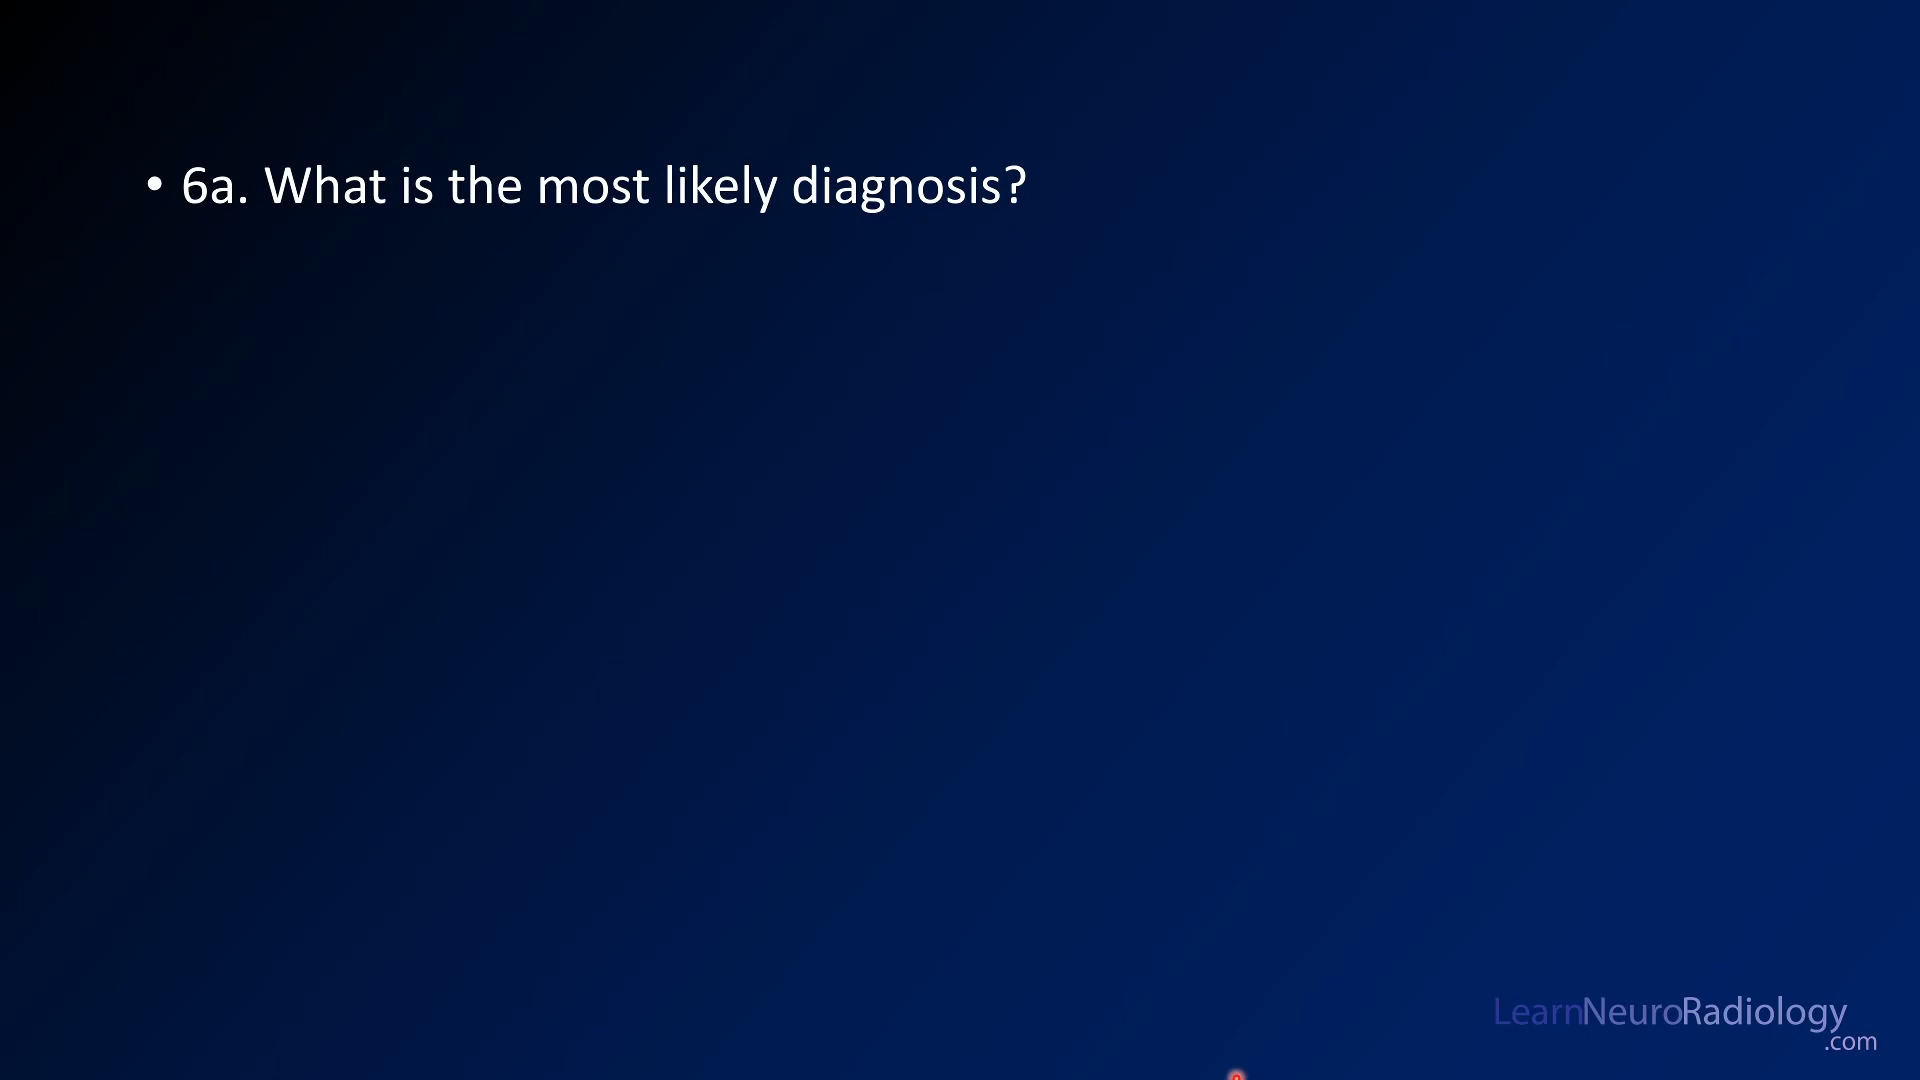 • 6a. What is the most likely diagnosis?
LearnNeuroRadiology
.com